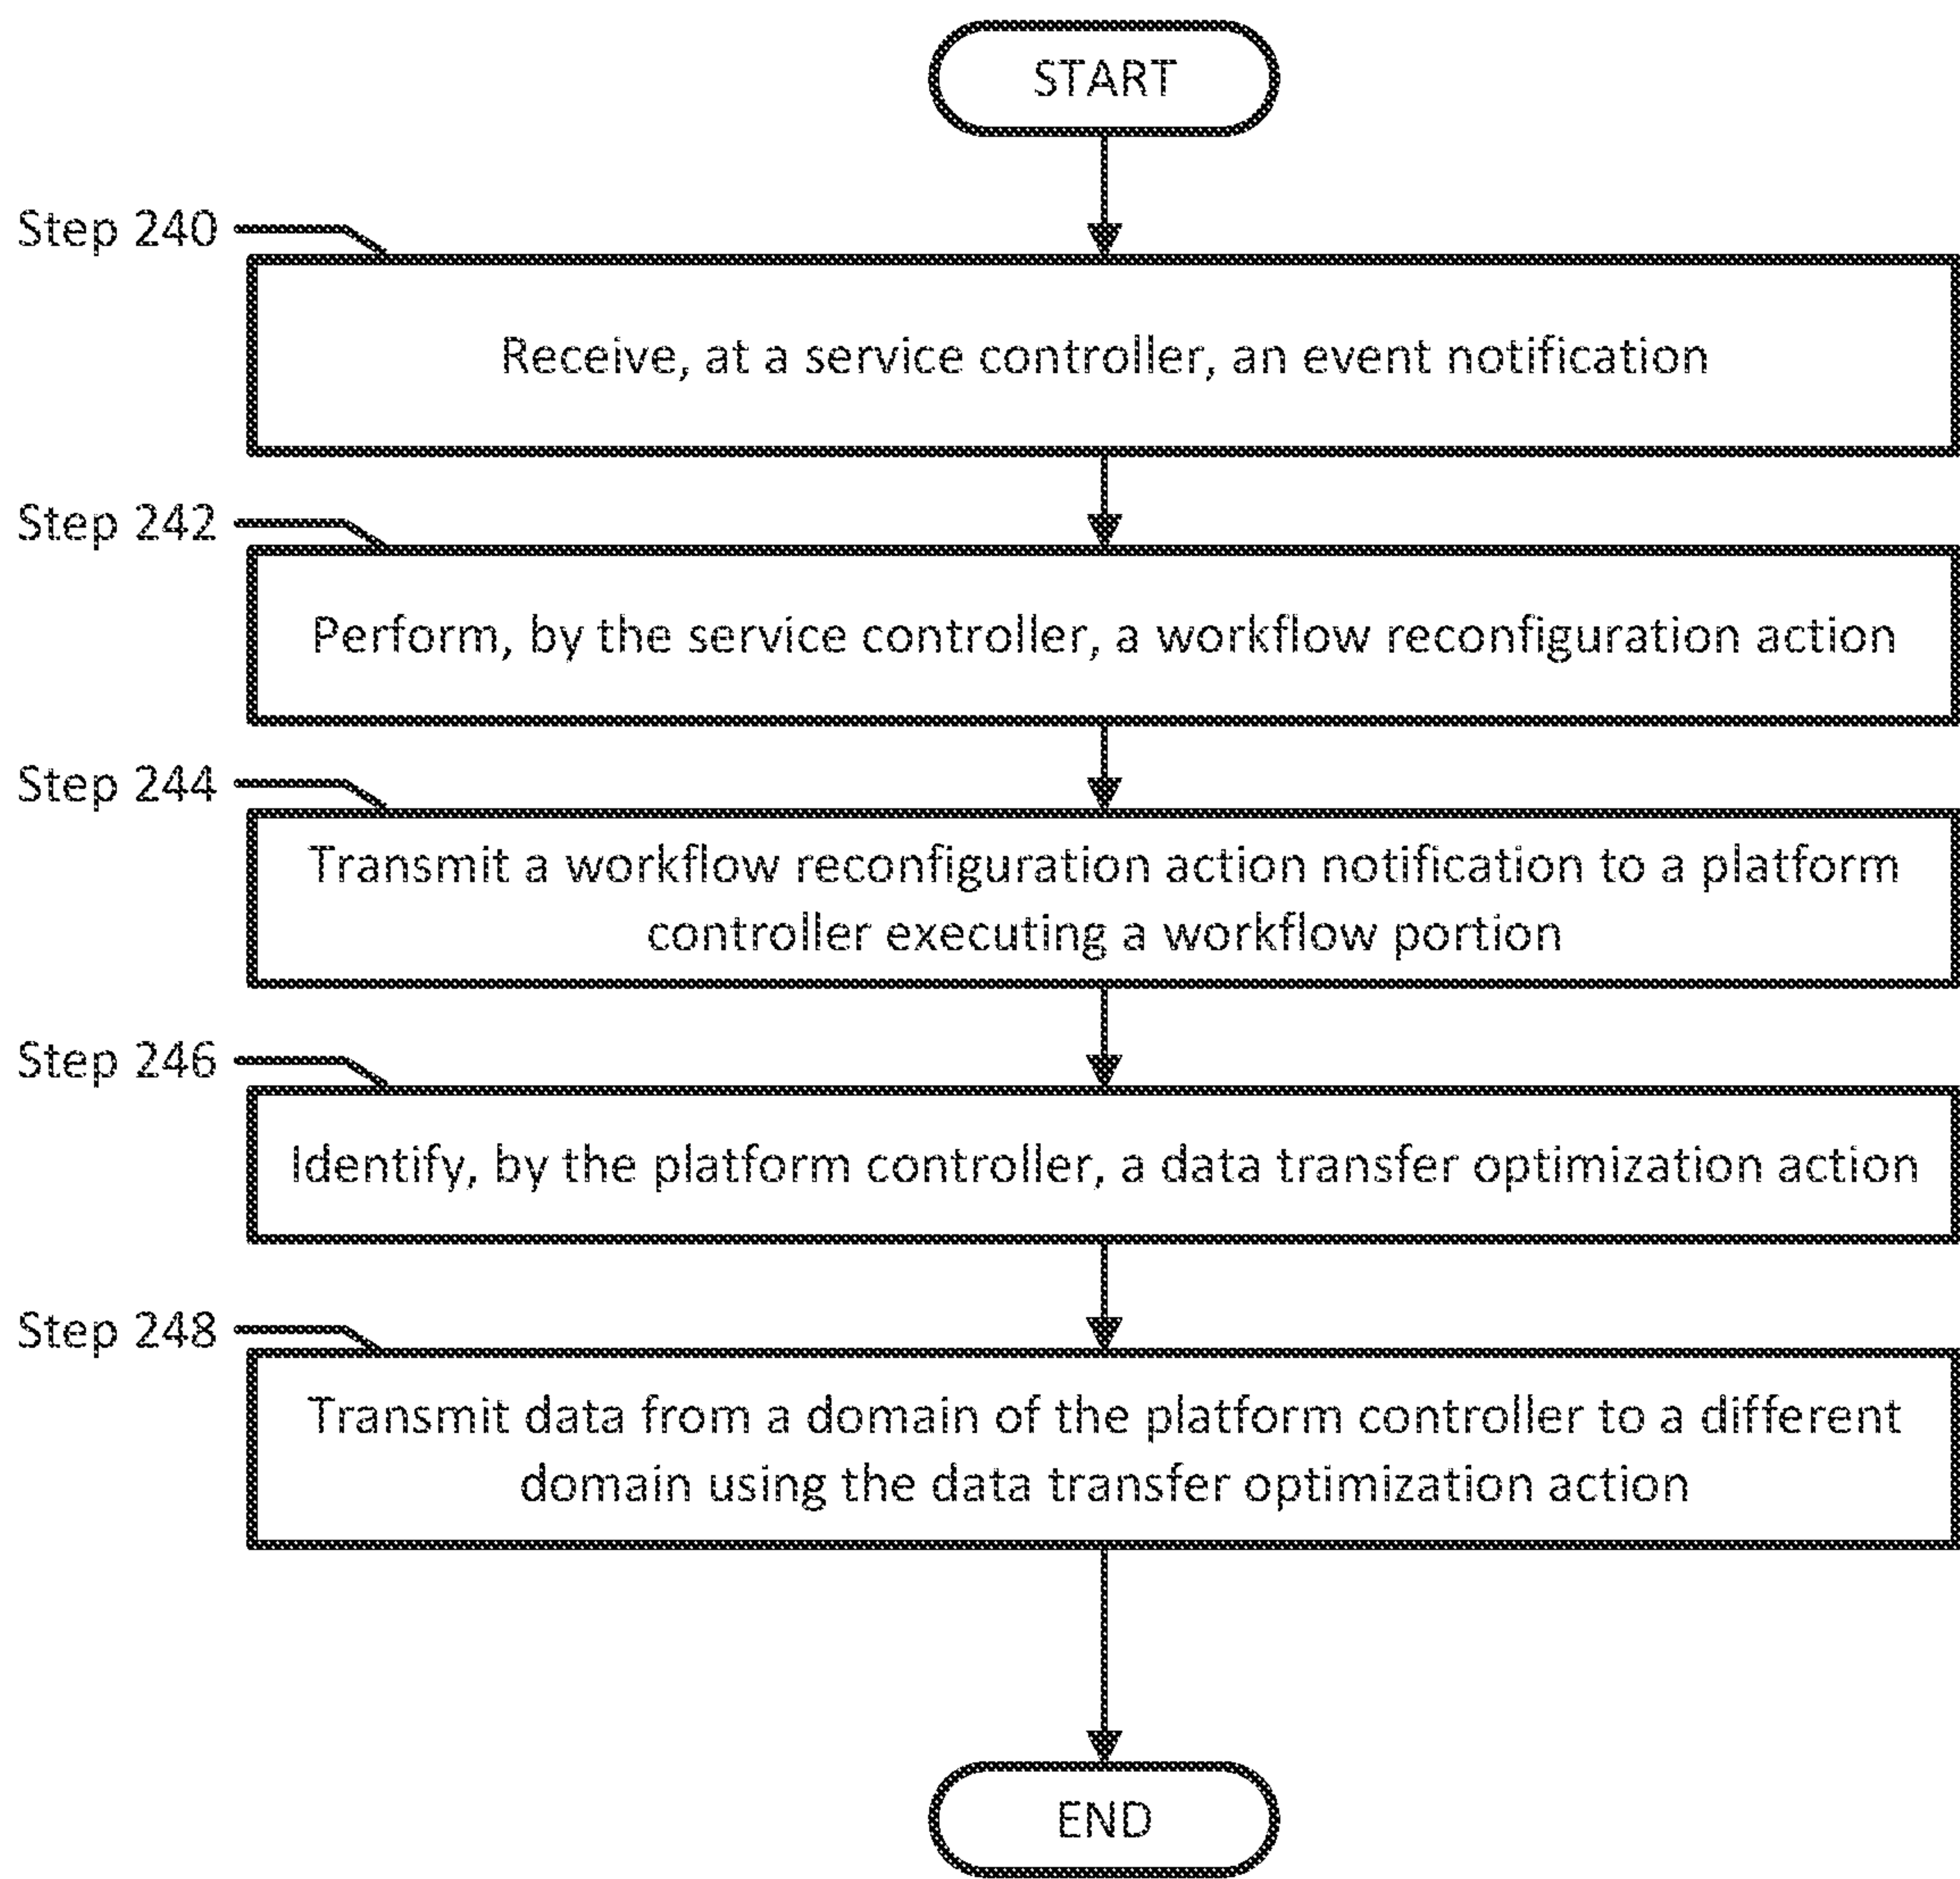 START
Step 240
Receive, at a service controller, an event notification
Step 242
Perform, by the service controller, a workflow reconfiguration action
Step 244
Transmit a workflow reconfiguration action notification to a platform
controller executing a workflow portion
Step 246
Identify, by the platform controller, a data transfer optimization action
Step 248
Transmit data from a domain of the platform controller to a different
domain using the data transfer optimization action
END